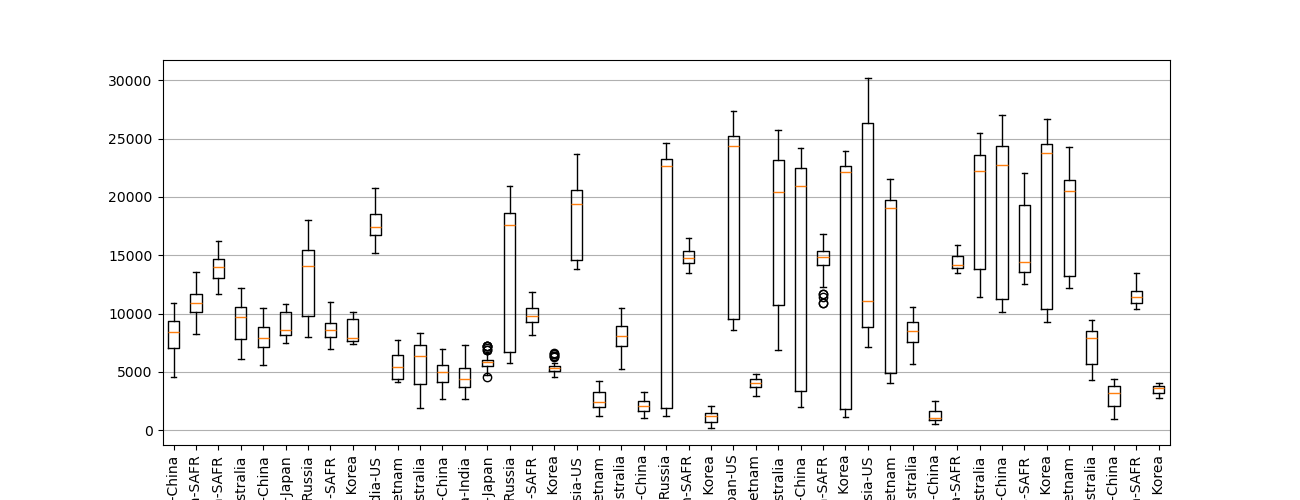 30000
25000
20000
15000
10000
5000
0
-China
-SAFR
-SAFR
stralia
-China
-Japan
Russia
-SAFR
Korea
dia-US
etnam
stralia
-China
-India
-Japan
Russia
-SAFR
Korea
sia-US
etnam
stralia
-China
Russia
-SAFR
Korea
pan-US
etnam
stralia
-China
-SAFR
Korea
sia-US
etnam
stralia
-China
-SAFR
stralia
-China
-SAFR
Korea
etnam
stralia
-China
-SAFR
Korea